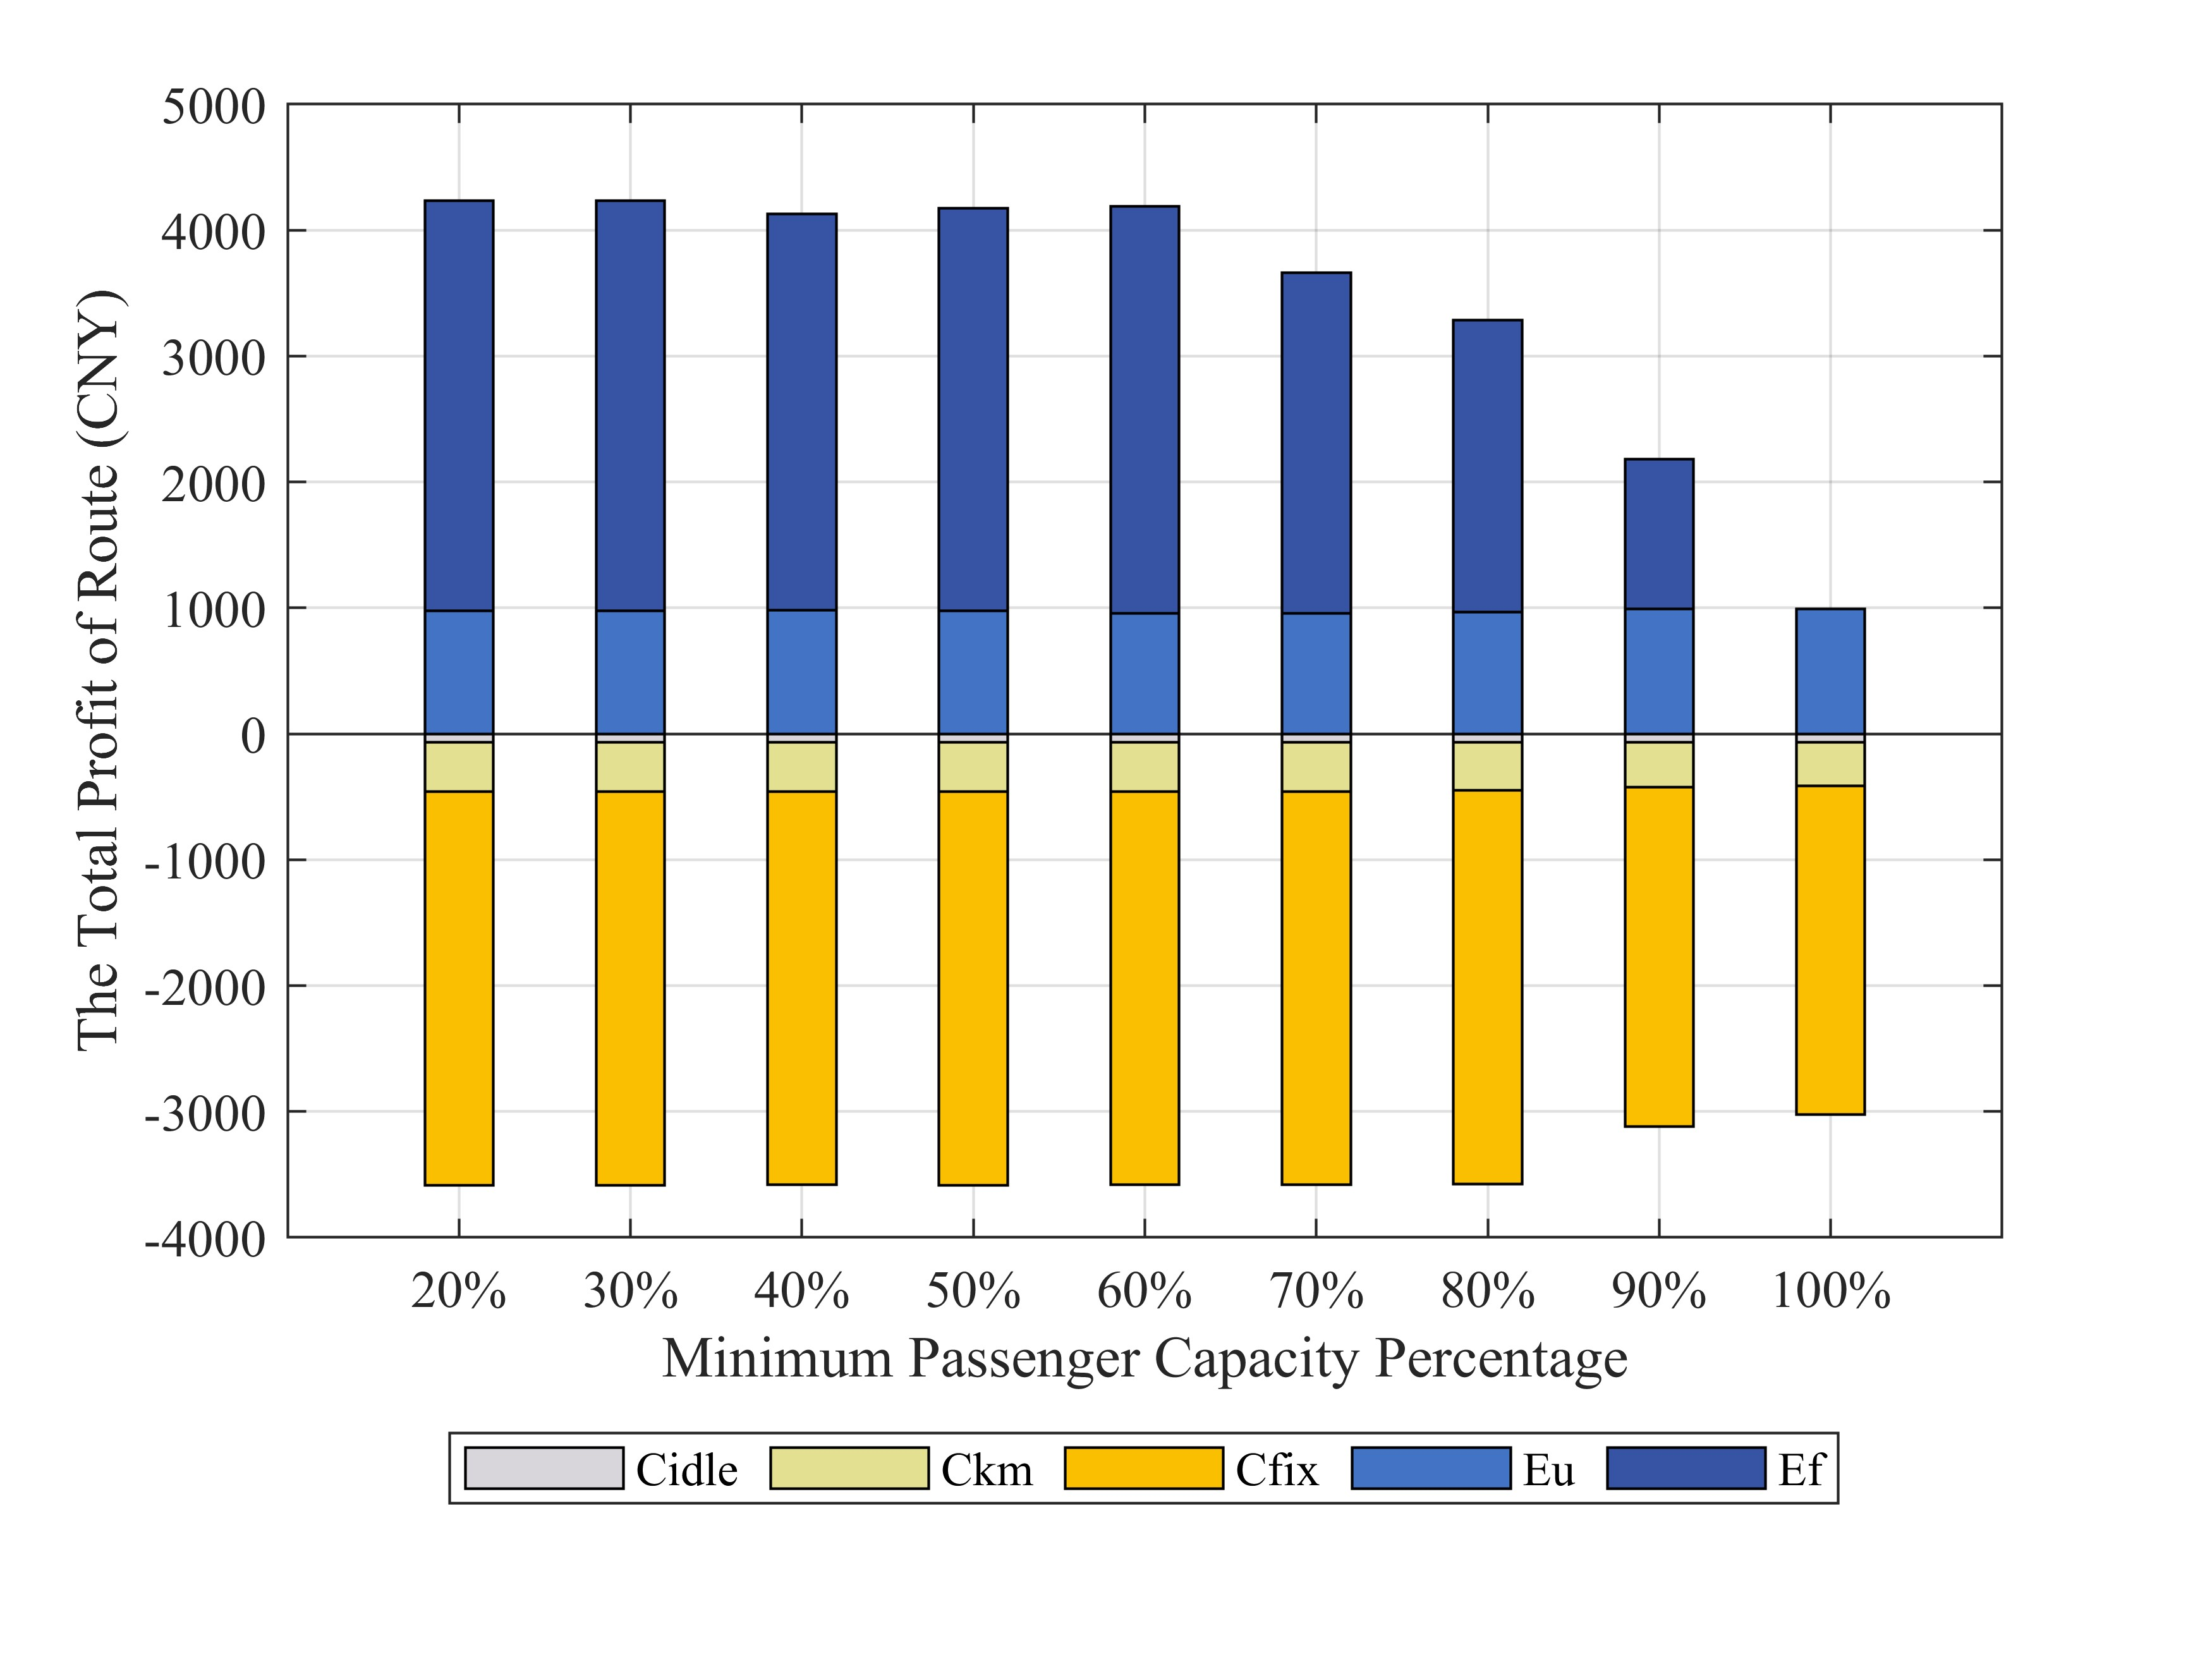 The Total Profit of Route (CNY)
5000
4000
3000
2000
1000
0
-1000
-2000
-3000
-4000
20% 30% 40% 50% 60% 70% 80% 90% 100%
Minimum Passenger Capacity Percentage
Cidle Ckm Cfix Eu Ef